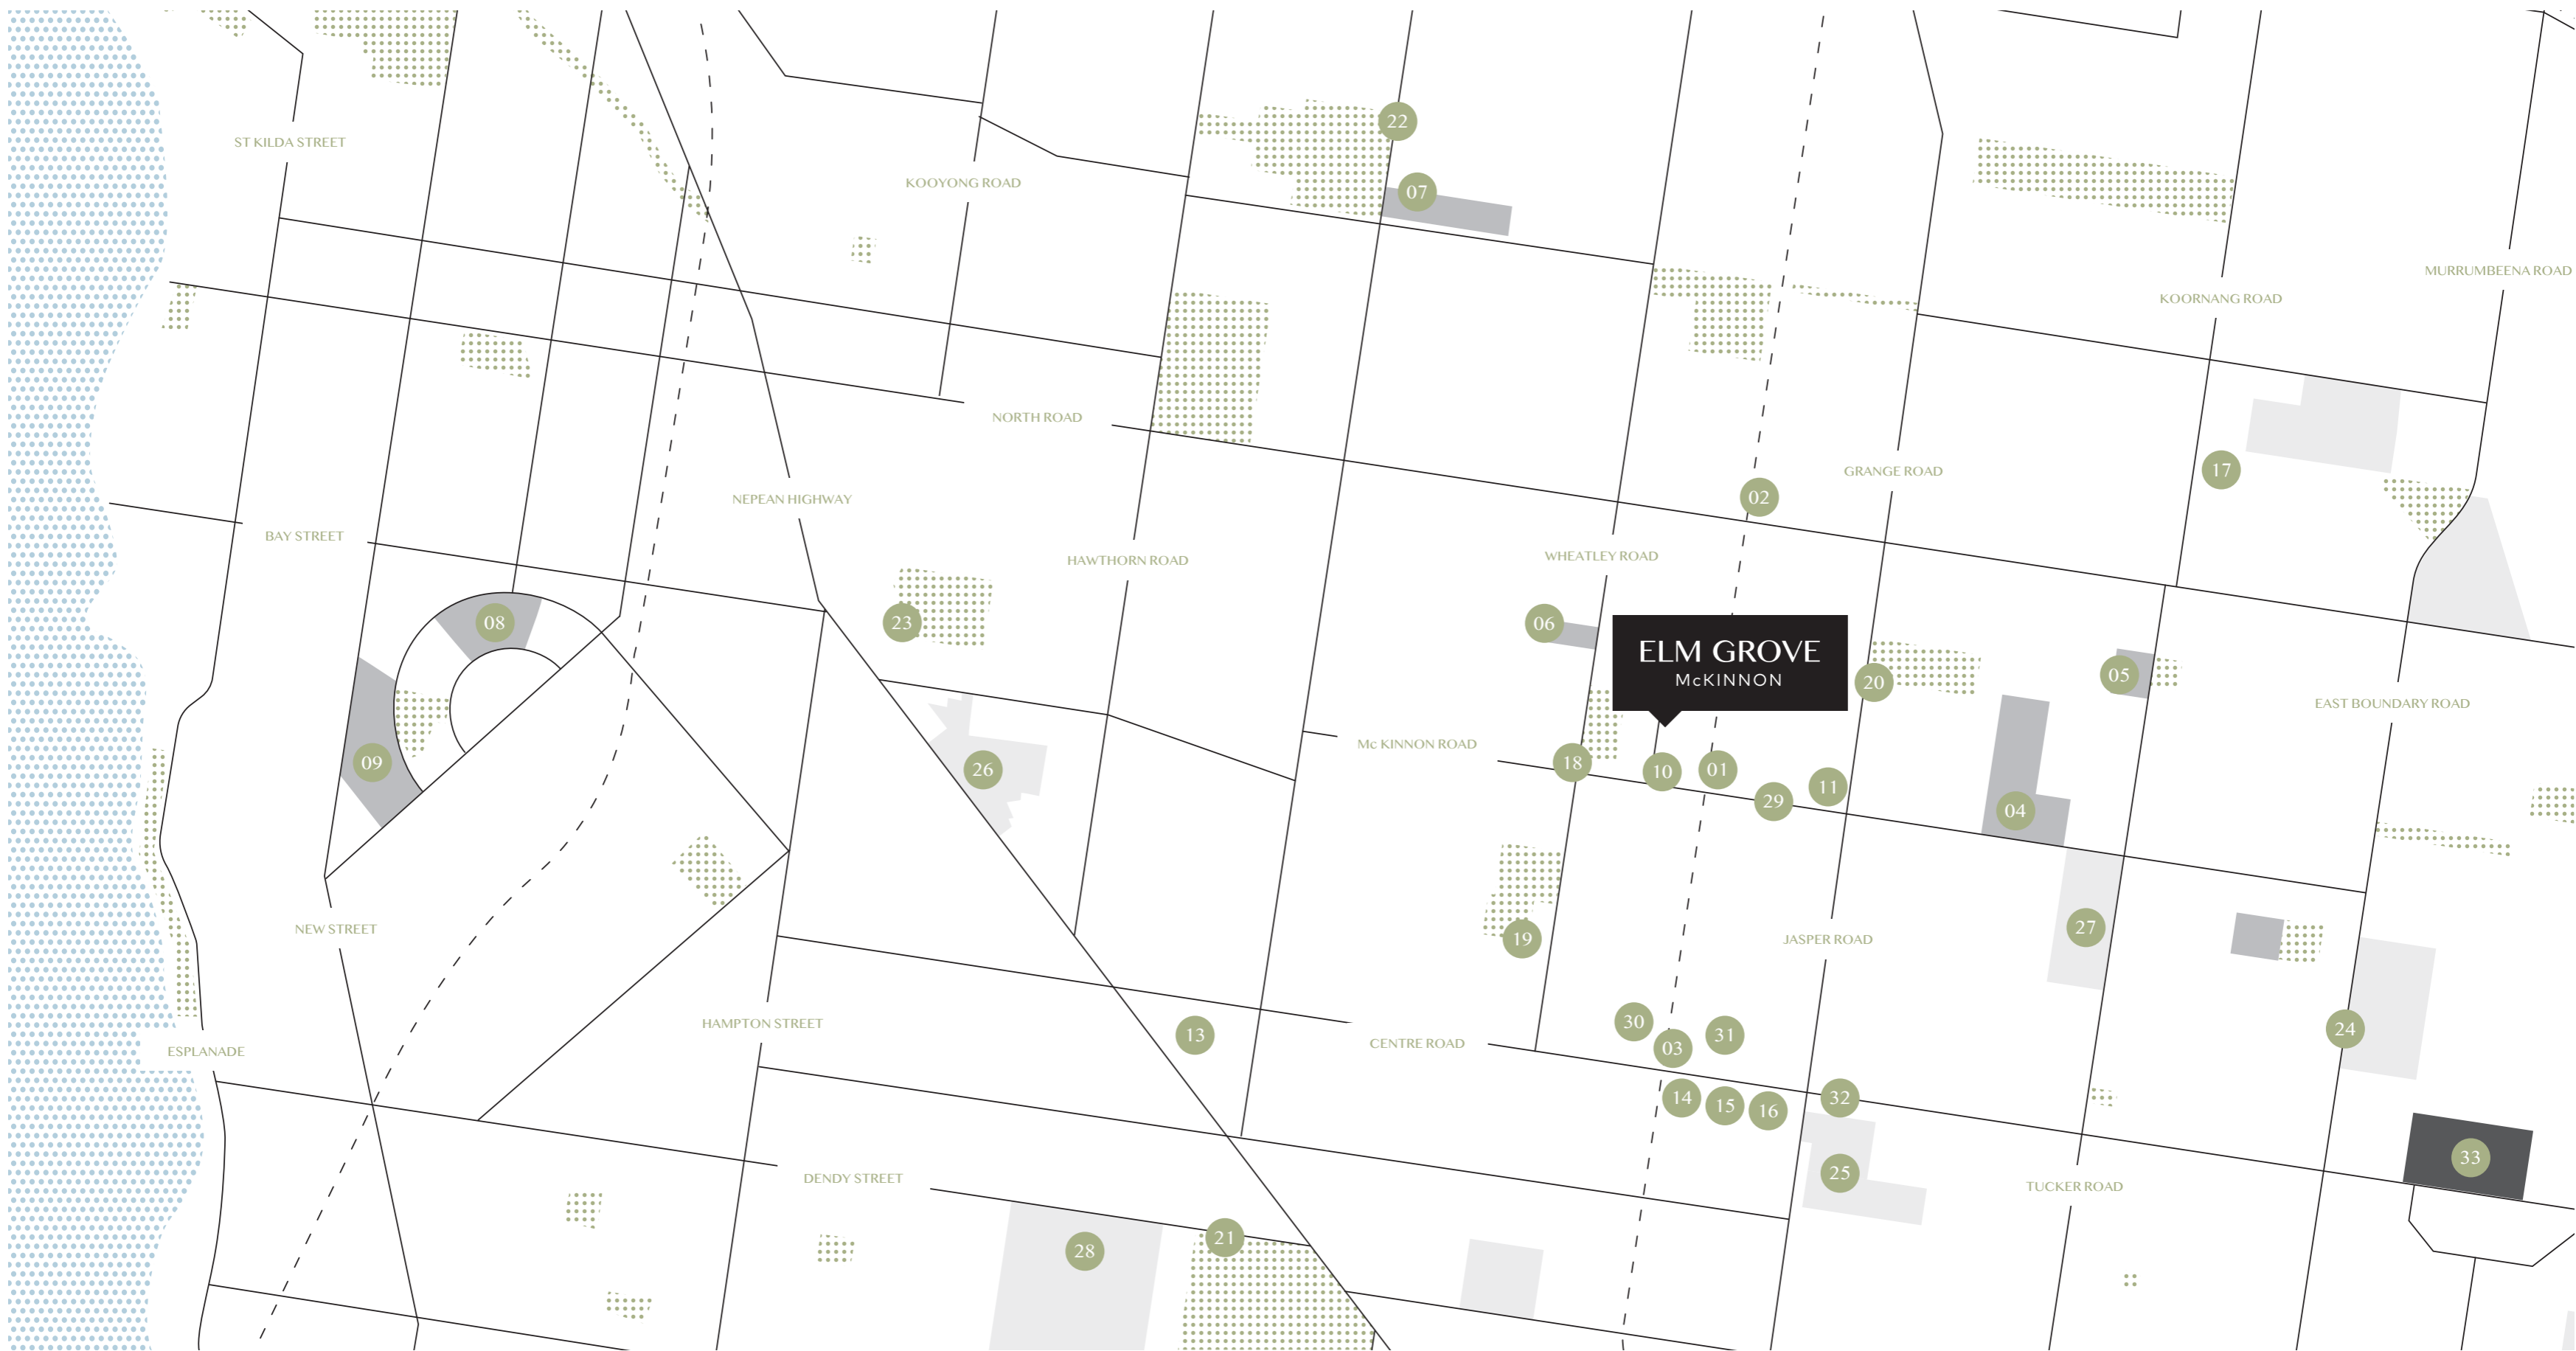 22
ST KILDA STREET
KOOYONG ROAD
07
MURRUMBEENA ROAD
KOORNANG ROAD
NORTH ROAD
17
GRANGE ROAD
02
NEPEAN HIGHWAY
BAY STREET
HAWTHORN ROAD
WHEATLEY ROAD
08
23
06
ELM GROVE
McKINNON
20
05
EAST BOUNDARY ROAD
Mc KINNON ROAD
09
26
18
10
01
11
29
04
NEW STREET
19
JASPER ROAD
27
HAMPTON STREET
30
24
13
31
ESPLANADE
CENTRE ROAD
03
14
15
16
32
33
DENDY STREET
25
TUCKER ROAD
21
28